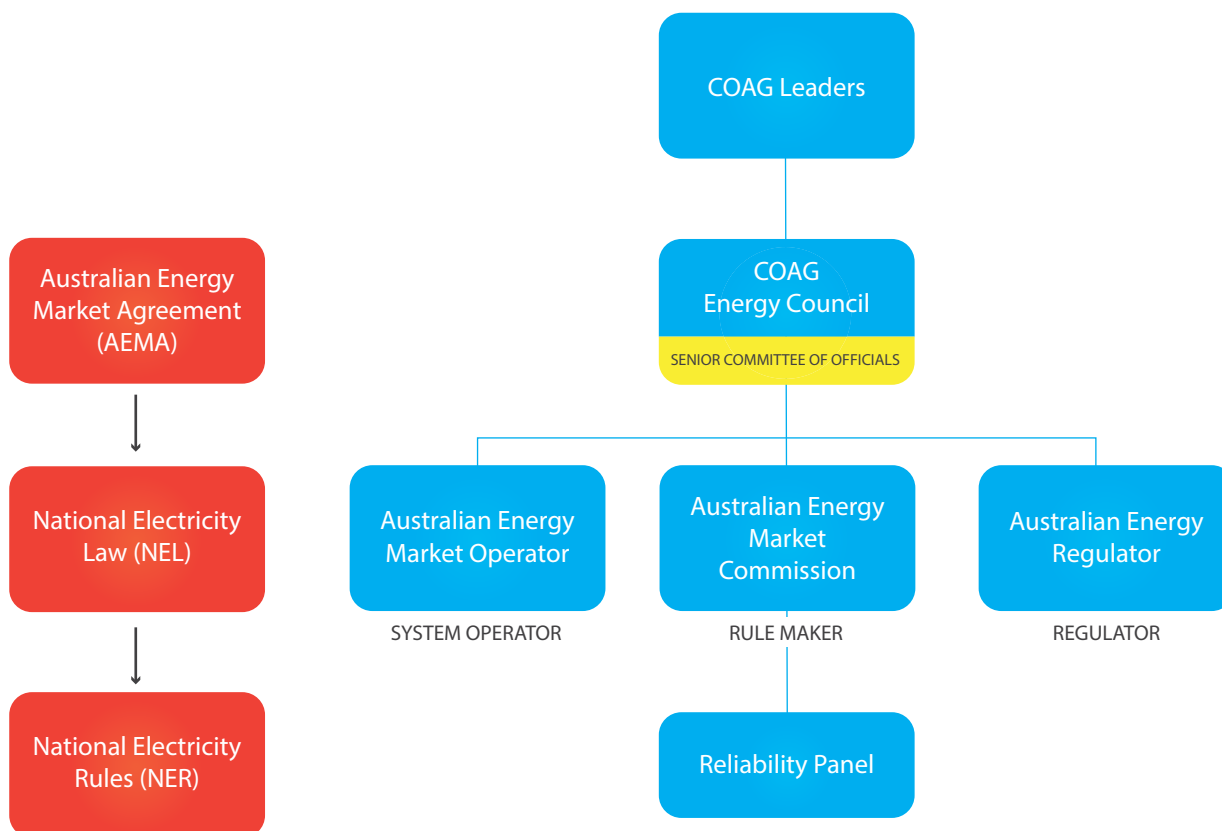 COAG Leaders
Australian Energy
Market Agreement
(AEMA)
COAG
Energy Council
SENIOR COMMITTEE OF OFFICIALS
National Electricity
Law (NEL)
Australian Energy
Market Operator
SYSTEM OPERATOR
Australian Energy
Market
Commission
RULE MAKER
Australian Energy
Regulator
REGULATOR
National Electricity
Rules (NER)
Reliability Panel